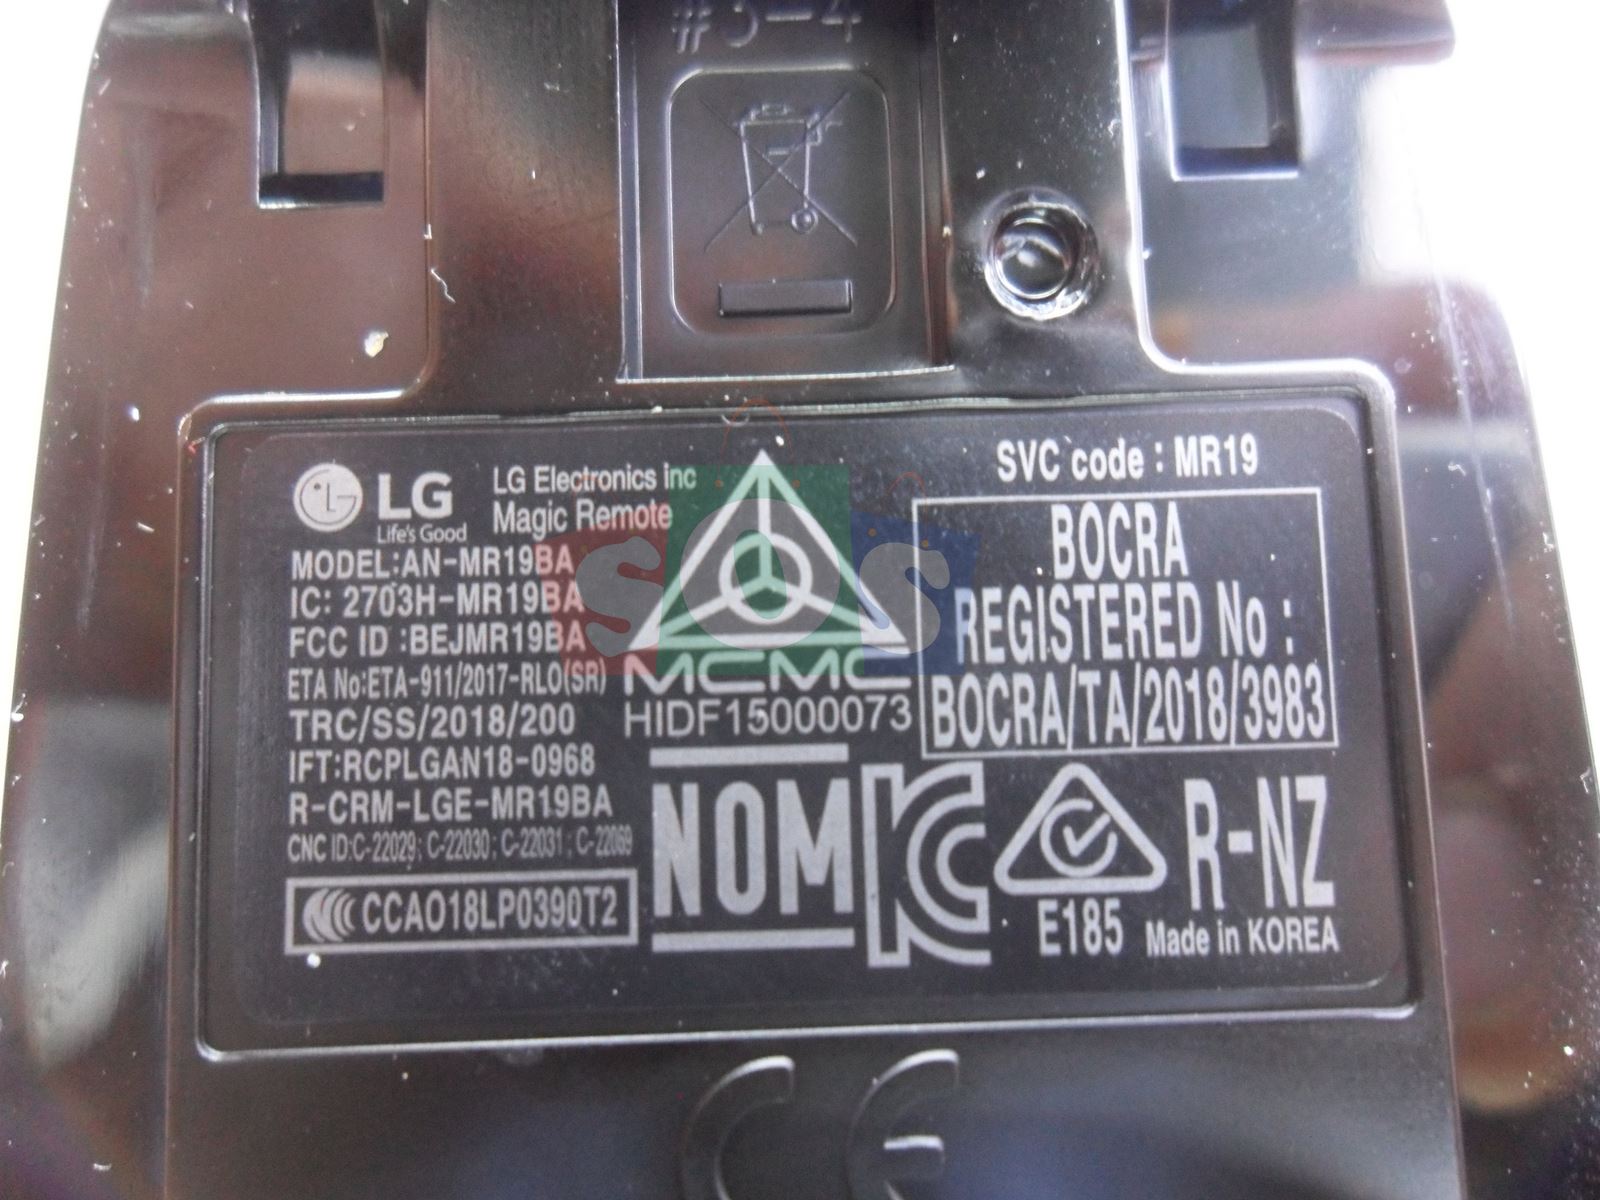 #3-4
LG
Life's Good
LG Electronics inc
Magic Remote
MODEL:AN-MR19BA
IC: 2703H-MR19BA
FCC ID :BEJMR19BA
ETA No:ETA-911/2017-RLO(SR)
TRC/SS/2018/200
IFT:RCPLGAN18-0968
R-CRM-LGE-MR19BA
CNC ID:C-22029; C-22030; C-22031; C-22069
CCAO18LP0390T2
SOS
MCMC
HIDF15000073
NOM
SVC code : MR19
BOCRA
REGISTERED No :
BOCRA/TA/2018/3983
E185
R-NZ
Made in KOREA
CE